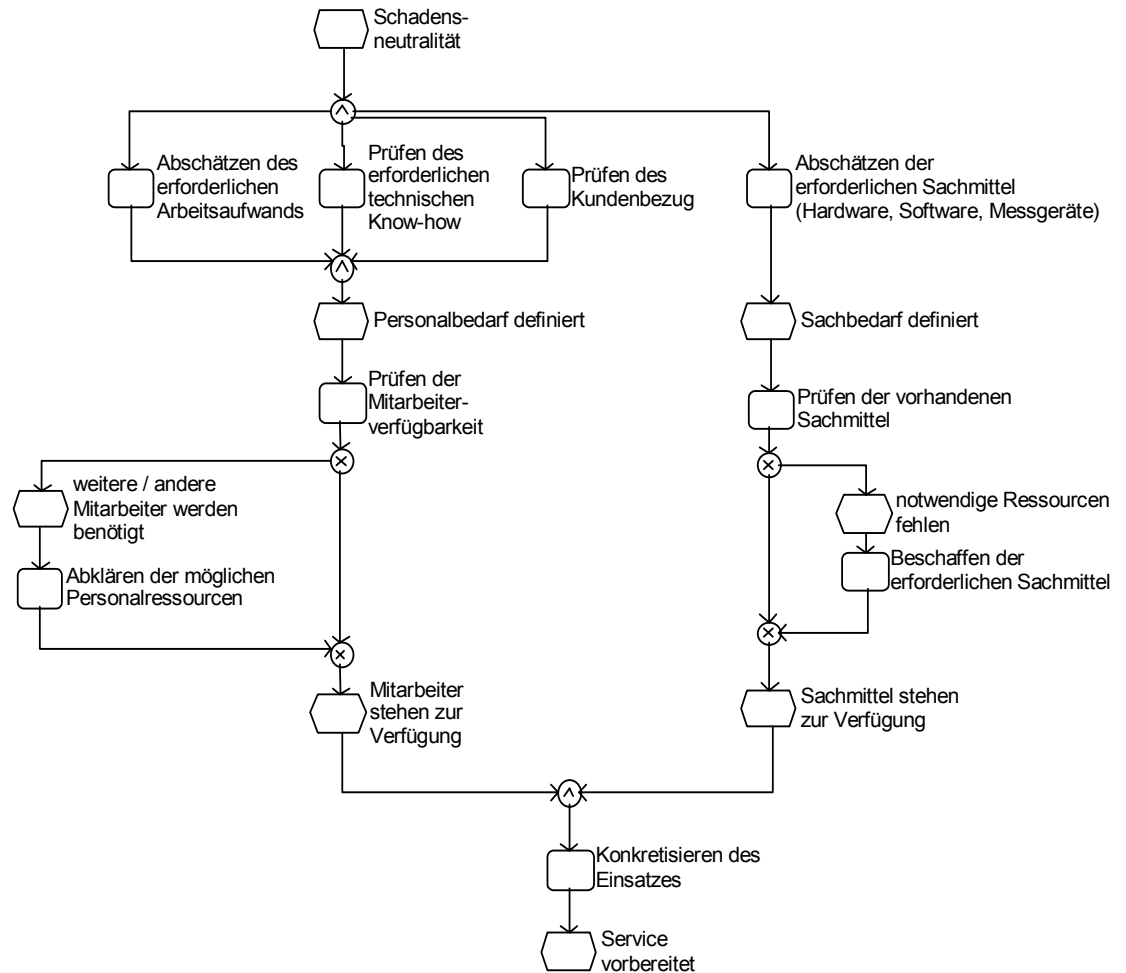 Schadens-
neutralität
Abschätzen des
erforderlichen
Arbeitsaufwands
Prüfen des
erforderlichen
technischen
Know-how
Prüfen des
Kundenbezug
Abschätzen der
erforderlichen Sachmittel
(Hardware, Software, Messgeräte)
Personalbedarf definiert
Sachbedarf definiert
Prüfen der
Mitarbeiter-
verfügbarkeit
Prüfen der vorhandenen
Sachmittel
weitere / andere
Mitarbeiter werden
benötigt
notwendige Ressourcen
fehlen
Abklären der möglichen
Personalressourcen
Beschaffen der
erforderlichen Sachmittel
Mitarbeiter
stehen zur
Verfügung
Sachmittel stehen
zur Verfügung
Konkretisieren des
Einsatzes
Service
vorbereitet